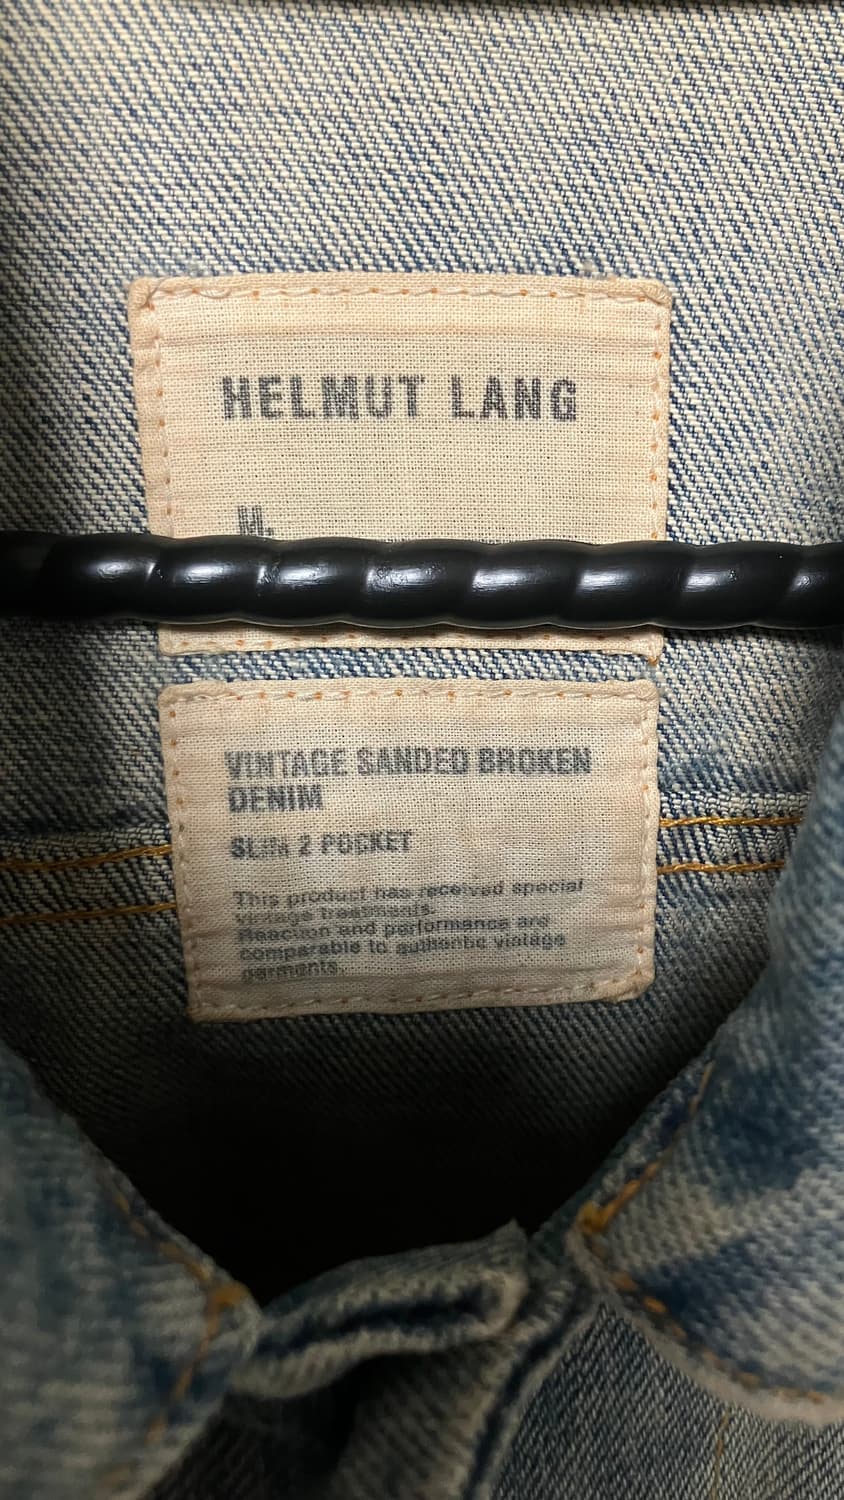 HELMUT LANG
M.
VINTAGE SANDED BROKEN
DENIM
SLIM 2 POCKET
This product has received special
vintage treatments.
Reaction and performance are
comparable to authentic vintage
garments.